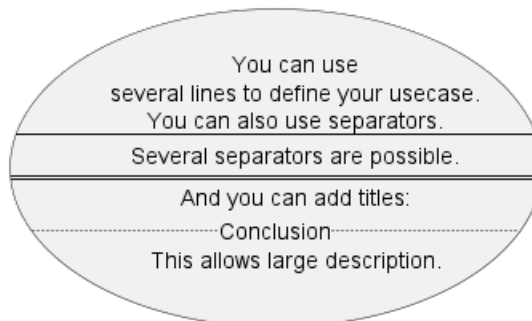 You can use
several lines to define your usecase.
You can also use separators.
Several separators are possible.
And you can add titles:
Conclusion
This allows large description.